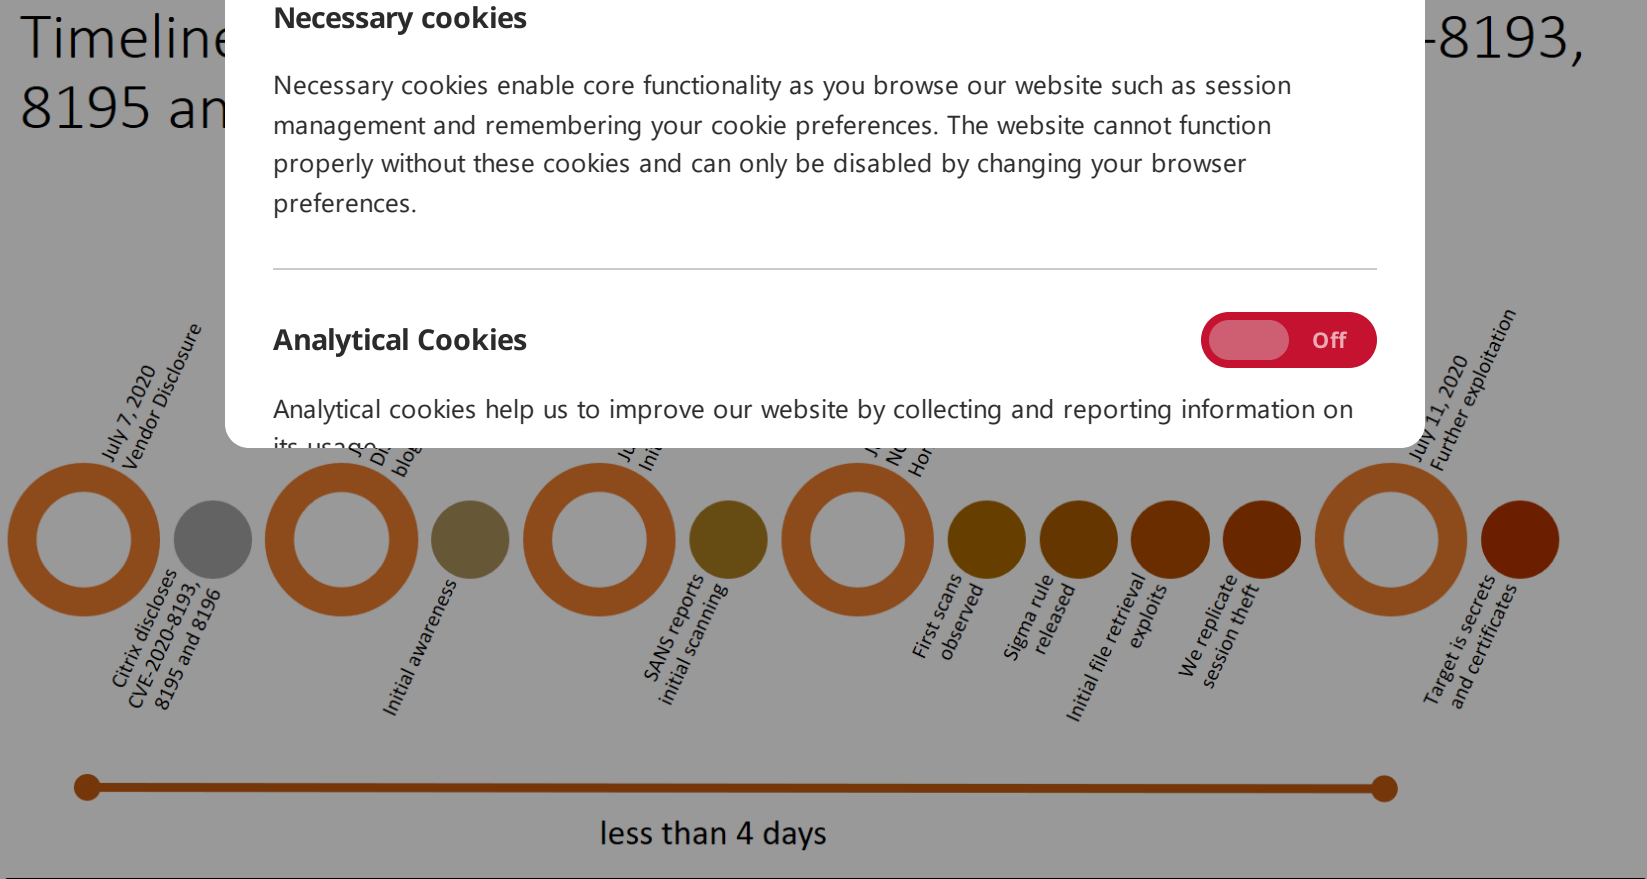 Timeline
-8193,
8195 an
Necessary cookies
Necessary cookies enable core functionality as you browse our website such as session
management and remembering your cookie preferences. The website cannot function
properly without these cookies and can only be disabled by changing your browser
preferences.
Analytical Cookies
Off
Analytical cookies help us to improve our website by collecting and reporting information on
its usage.
July 7, 2020
Vendor Disclosure
July 11, 2020
Further exploitation
Citrix discloses
CVE-2020-8193,
8195 and 8196
Initial awareness
SANS reports
initial scanning
First scans
observed
Sigma rule
released
Initial file retrieval
exploits
We replicate
session theft
Target is secrets
and certificates
less than 4 days